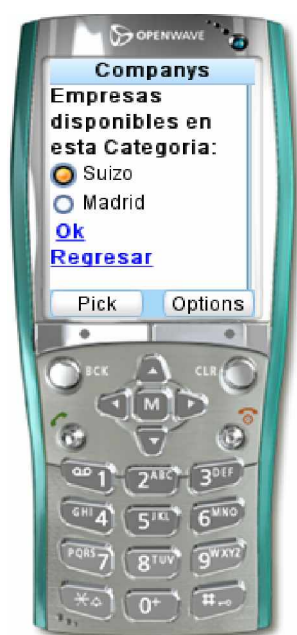 OPENWAVE
Companys
Empresas
disponibles en
esta Categoria:
Suizo
Madrid
Ok
Regresar
Pick Options
BCK CLR
M
1 2ABC 3DEF
GHI4 5JKL 6MNO
PQRS7 8TUV 9WXYZ
0+ #